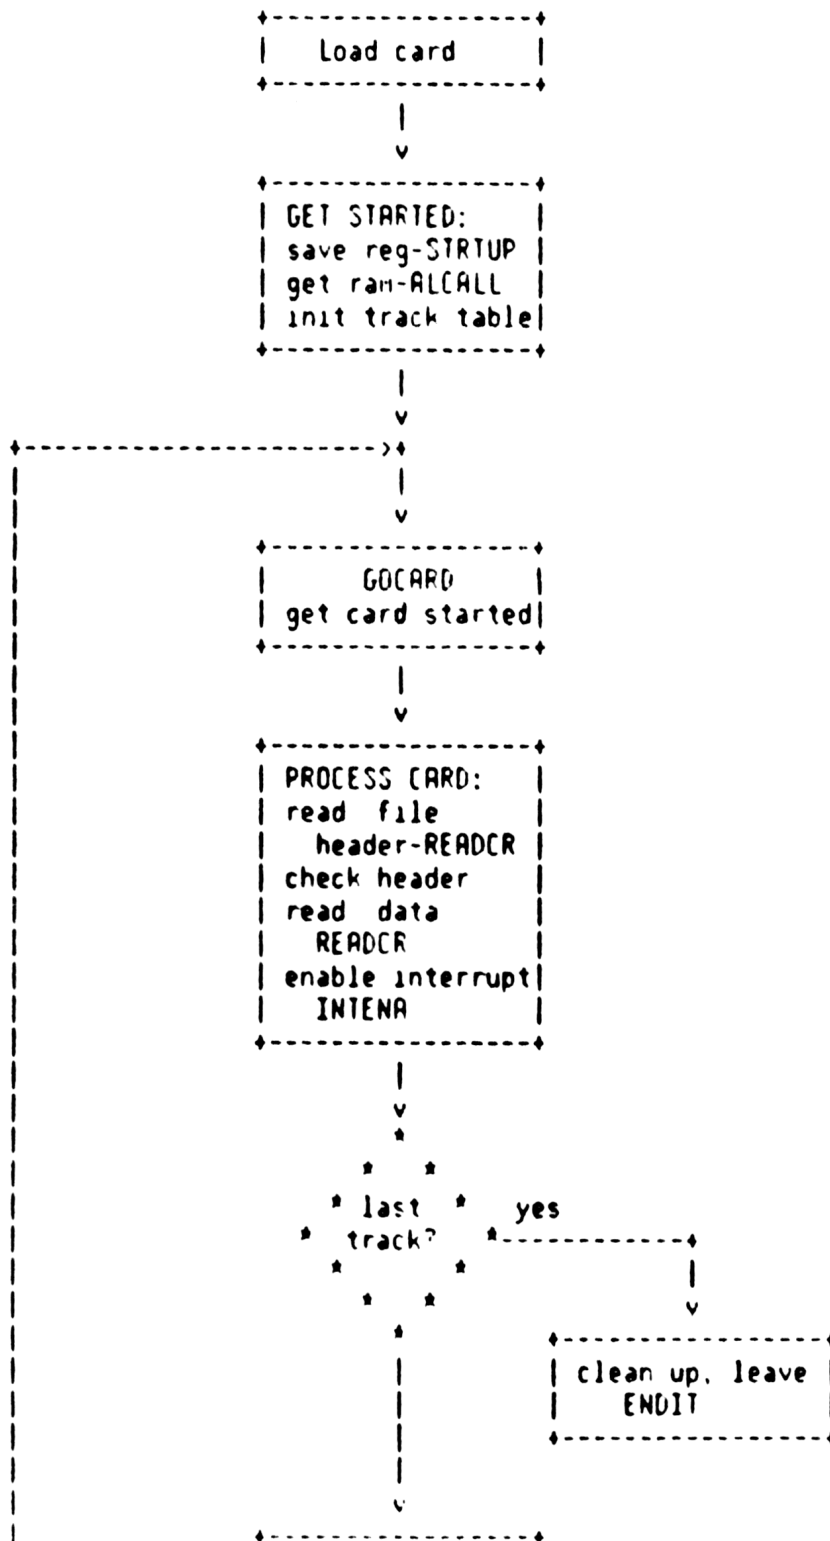 Load card
GET STARTED:
save reg-STRTUP
get ram-ALCALL
init track table
GOCARD
get card started
PROCESS CARD:
read file
header-READCR
check header
read data
READCR
enable interrupt
INTENA
last
track?
yes
clean up, leave
ENDIT